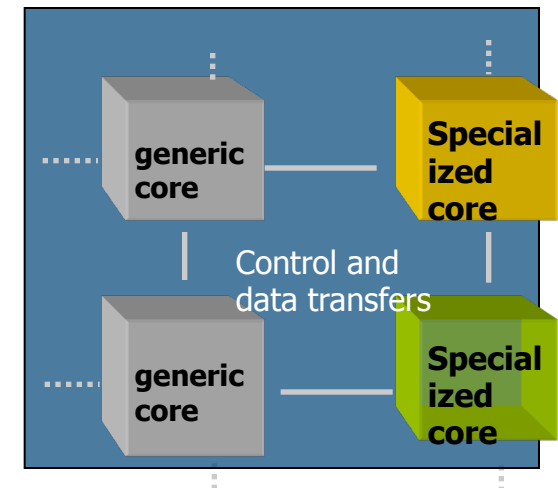 generic
core
Special
ized
core
Control and
data transfers
generic
core
Special
ized
core